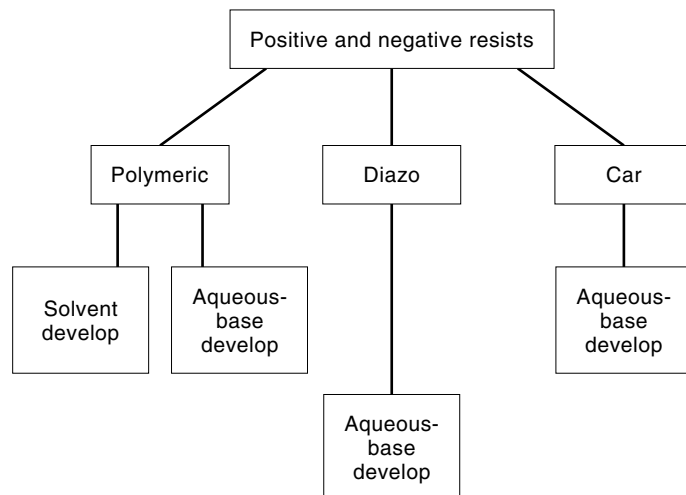 Positive and negative resists
Polymeric
Diazo
Car
Solvent
develop
Aqueous-
base
develop
Aqueous-
base
develop
Aqueous-
base
develop